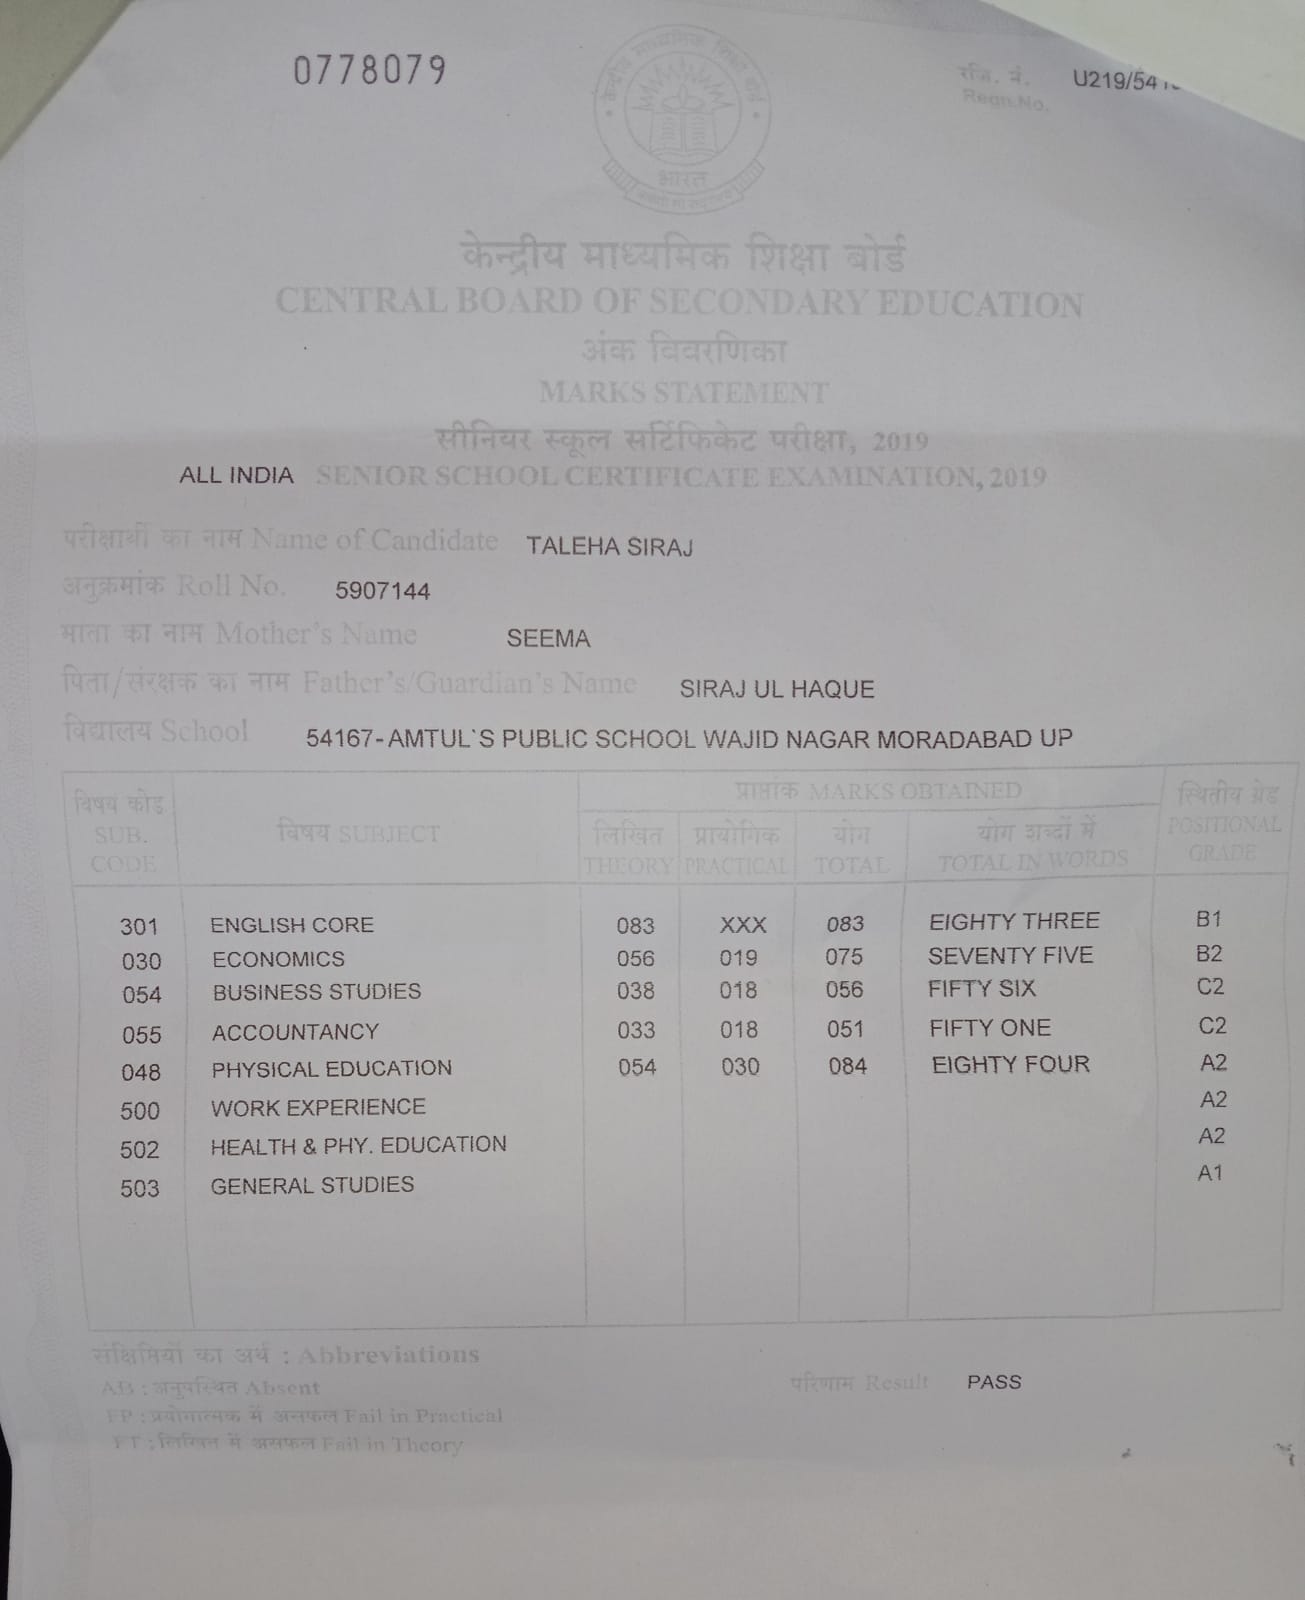 0778079
रजि. नं. U219/541
Regn.No.
केन्द्रीय माध्यमिक शिक्षा बोर्ड
भारत
केन्द्रीय माध्यमिक शिक्षा बोर्ड
CENTRAL BOARD OF SECONDARY EDUCATION
अंक विवरणिका
MARKS STATEMENT
सीनियर स्कूल सर्टिफिकेट परीक्षा, 2019
ALL INDIA SENIOR SCHOOL CERTIFICATE EXAMINATION, 2019
परीक्षार्थी का नाम Name of Candidate TALEHA SIRAJ
अनुक्रमांक Roll No. 5907144
माता का नाम Mother's Name SEEMA
पिता/संरक्षक का नाम Father's/Guardian's Name SIRAJ UL HAQUE
विद्यालय School 54167-AMTUL`S PUBLIC SCHOOL WAJID NAGAR MORADABAD UP
विषय कोड SUB. CODE
विषय SUBJECT
प्राप्तांक MARKS OBTAINED
लिखित THEORY
प्रायोगिक PRACTICAL
योग TOTAL
योग शब्दों में TOTAL IN WORDS
स्थितीय ग्रेड POSITIONAL GRADE
301 ENGLISH CORE 083 XXX 083 EIGHTY THREE B1
030 ECONOMICS 056 019 075 SEVENTY FIVE B2
054 BUSINESS STUDIES 038 018 056 FIFTY SIX C2
055 ACCOUNTANCY 033 018 051 FIFTY ONE C2
048 PHYSICAL EDUCATION 054 030 084 EIGHTY FOUR A2
500 WORK EXPERIENCE A2
502 HEALTH & PHY. EDUCATION A2
503 GENERAL STUDIES A1
संक्षिप्तियों का अर्थ : Abbreviations
AB : अनुपस्थित Absent
परिणाम Result PASS
FP : प्रयोगात्मक में असफल Fail in Practical
FT : लिखित में असफल Fail in Theory